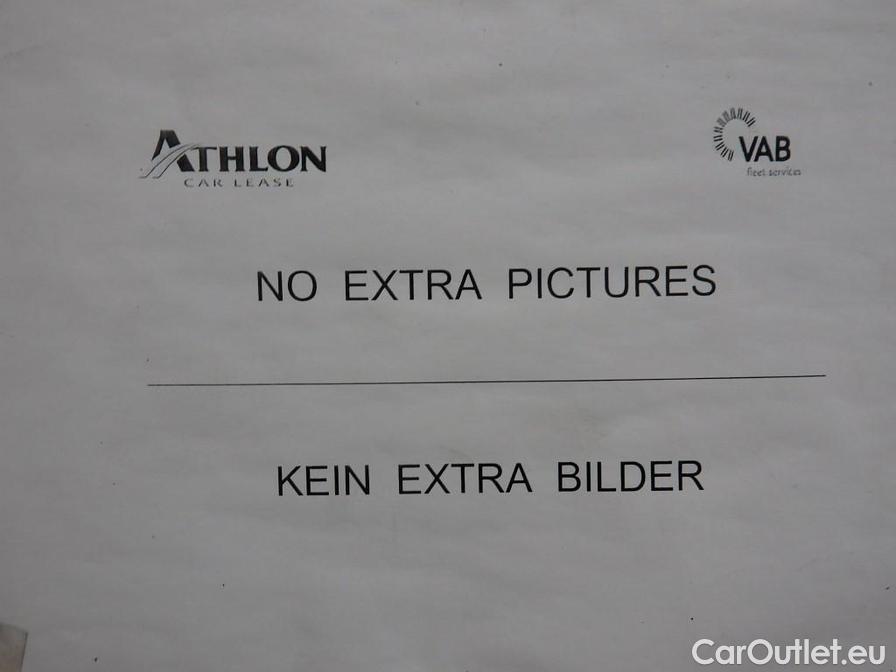 ATHLON
CAR LEASE
VAB
fleet services
NO EXTRA PICTURES
KEIN EXTRA BILDER
CarOutlet.eu